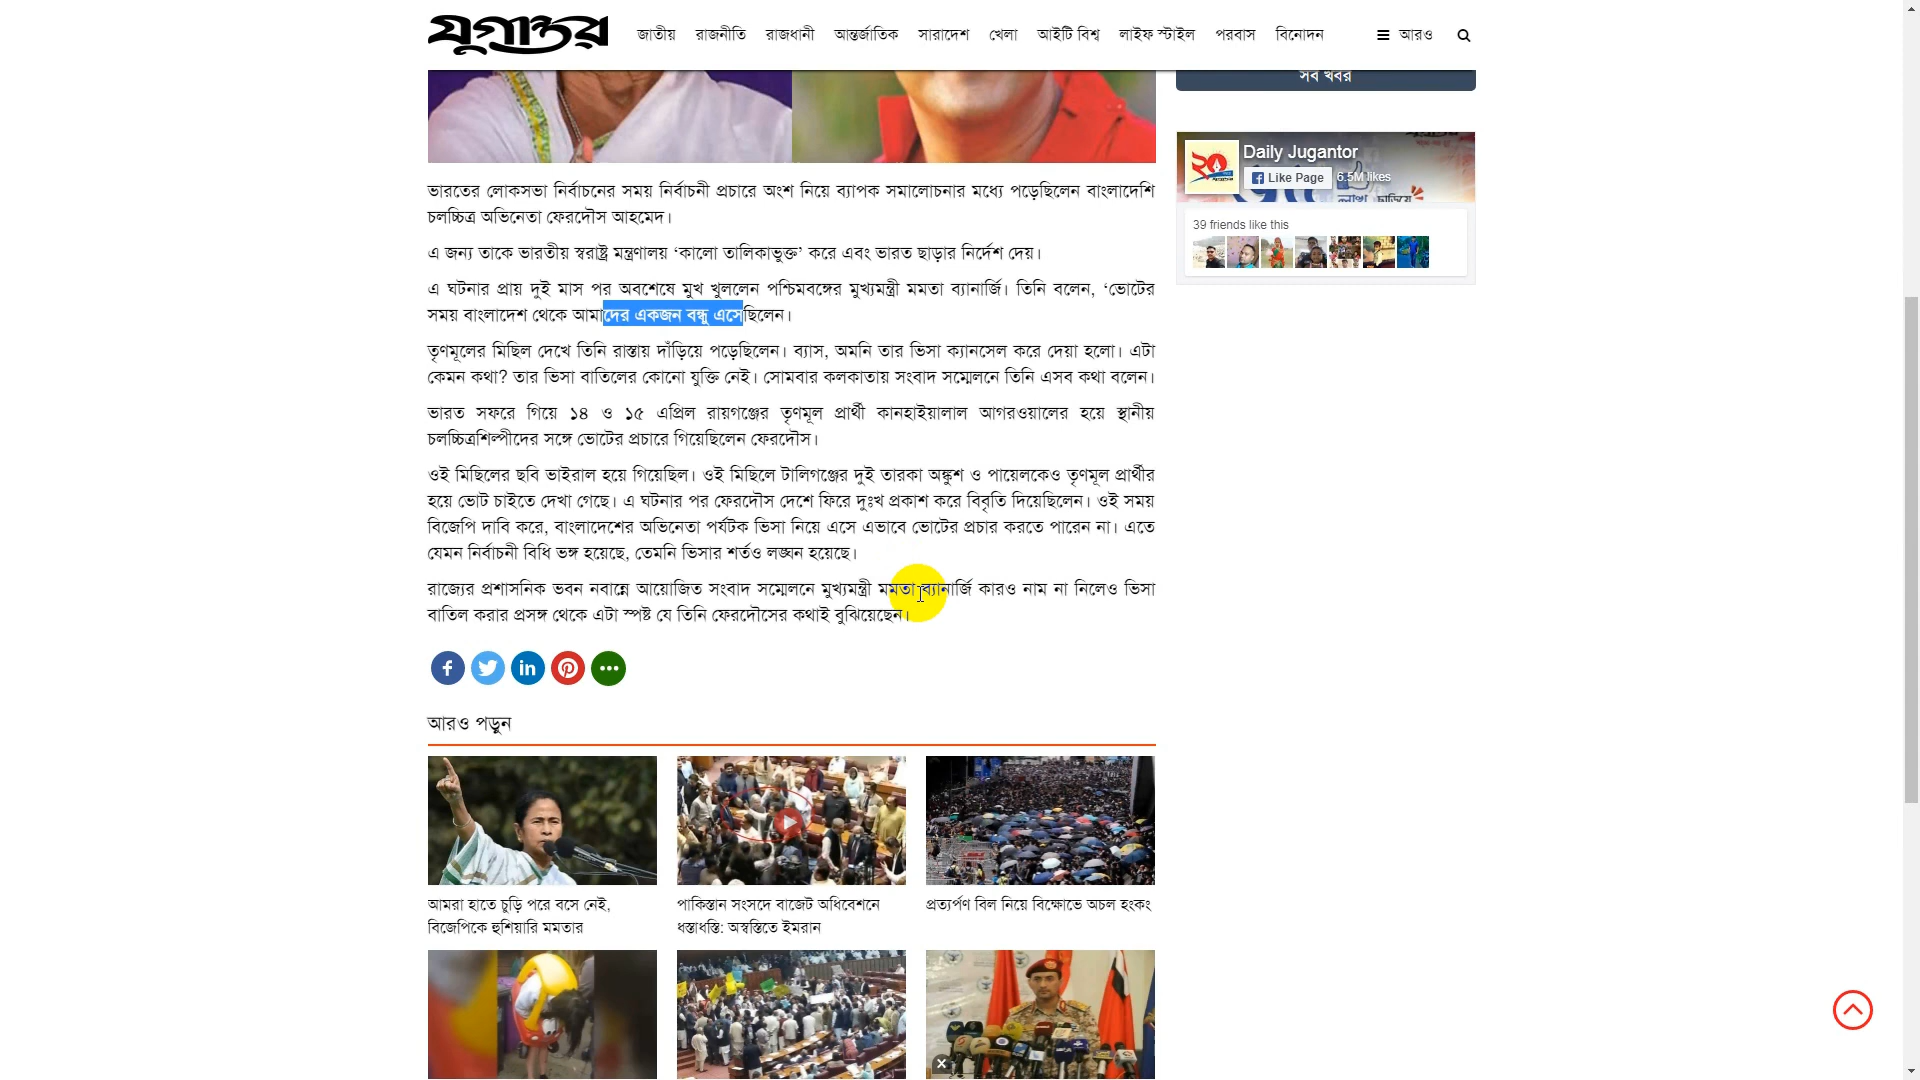 যুগান্তর
জাতীয় রাজনীতি রাজধানী আন্তর্জাতিক সারাদেশ খেলা আইটি বিশ্ব লাইফ স্টাইল পরবাস বিনোদন আরও
সব খবর
Daily Jugantor
Like Page 6.5M likes
39 friends like this
ভারতের লোকসভা নির্বাচনের সময় নির্বাচনী প্রচারে অংশ নিয়ে ব্যাপক সমালোচনার মধ্যে পড়েছিলেন বাংলাদেশি
চলচ্চিত্র অভিনেতা ফেরদৌস আহমেদ।
এ জন্য তাকে ভারতীয় স্বরাষ্ট্র মন্ত্রণালয় ‘কালো তালিকাভুক্ত’ করে এবং ভারত ছাড়ার নির্দেশ দেয়।
এ ঘটনার প্রায় দুই মাস পর অবশেষে মুখ খুললেন পশ্চিমবঙ্গের মুখ্যমন্ত্রী মমতা ব্যানার্জি। তিনি বলেন, ‘ভোটের
সময় বাংলাদেশ থেকে আমাদের একজন বন্ধু এসেছিলেন।
তৃণমূলের মিছিল দেখে তিনি রাস্তায় দাঁড়িয়ে পড়েছিলেন। ব্যাস, অমনি তার ভিসা ক্যানসেল করে দেয়া হলো। এটা
কেমন কথা? তার ভিসা বাতিলের কোনো যুক্তি নেই। সোমবার কলকাতায় সংবাদ সম্মেলনে তিনি এসব কথা বলেন।
ভারত সফরে গিয়ে ১৪ ও ১৫ এপ্রিল রায়গঞ্জের তৃণমূল প্রার্থী কানহাইয়ালাল আগরওয়ালের হয়ে স্থানীয়
চলচ্চিত্রশিল্পীদের সঙ্গে ভোটের প্রচারে গিয়েছিলেন ফেরদৌস।
ওই মিছিলের ছবি ভাইরাল হয়ে গিয়েছিল। ওই মিছিলে টালিগঞ্জের দুই তারকা অঙ্কুশ ও পায়েলকেও তৃণমূল প্রার্থীর
হয়ে ভোট চাইতে দেখা গেছে। এ ঘটনার পর ফেরদৌস দেশে ফিরে দুঃখ প্রকাশ করে বিবৃতি দিয়েছিলেন। ওই সময়
বিজেপি দাবি করে, বাংলাদেশের অভিনেতা পর্যটক ভিসা নিয়ে এসে এভাবে ভোটের প্রচার করতে পারেন না। এতে
যেমন নির্বাচনী বিধি ভঙ্গ হয়েছে, তেমনি ভিসার শর্তও লঙ্ঘন হয়েছে।
রাজ্যের প্রশাসনিক ভবন নবান্নে আয়োজিত সংবাদ সম্মেলনে মুখ্যমন্ত্রী মমতা ব্যানার্জি কারও নাম না নিলেও ভিসা
বাতিল করার প্রসঙ্গ থেকে এটা স্পষ্ট যে তিনি ফেরদৌসের কথাই বুঝিয়েছেন।
আরও পড়ুন
আমরা হাতে চুড়ি পরে বসে নেই,
বিজেপিকে হুশিয়ারি মমতার
পাকিস্তান সংসদে বাজেট অধিবেশনে
ধস্তাধস্তি: অস্বস্তিতে ইমরান
প্রত্যর্পণ বিল নিয়ে বিক্ষোভে অচল হংকং